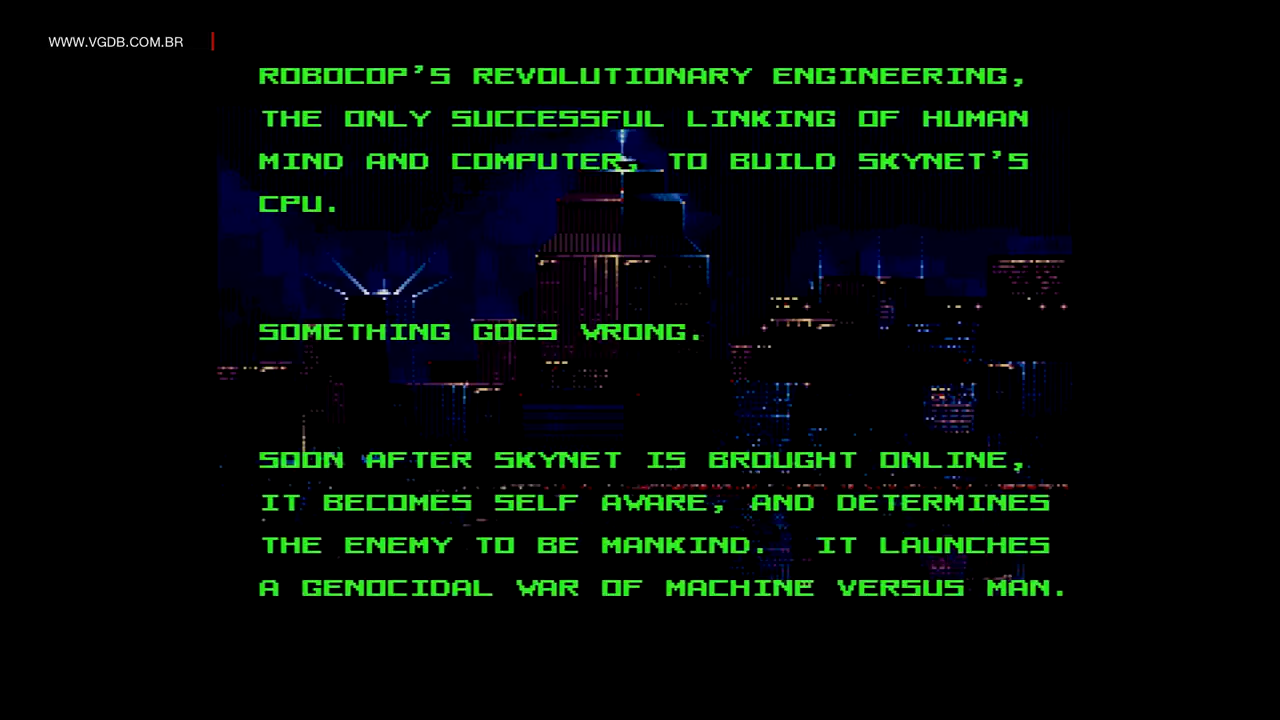 WWW.VGDB.COM.BR
ROBOCOP'S REVOLUTIONARY ENGINEERING,
THE ONLY SUCCESSFUL LINKING OF HUMAN
MIND AND COMPUTER, TO BUILD SKYNET'S
CPU.
SOMETHING GOES WRONG.
SOON AFTER SKYNET IS BROUGHT ONLINE,
IT BECOMES SELF AWARE, AND DETERMINES
THE ENEMY TO BE MANKIND.  IT LAUNCHES
A GENOCIDAL WAR OF MACHINE VERSUS MAN.